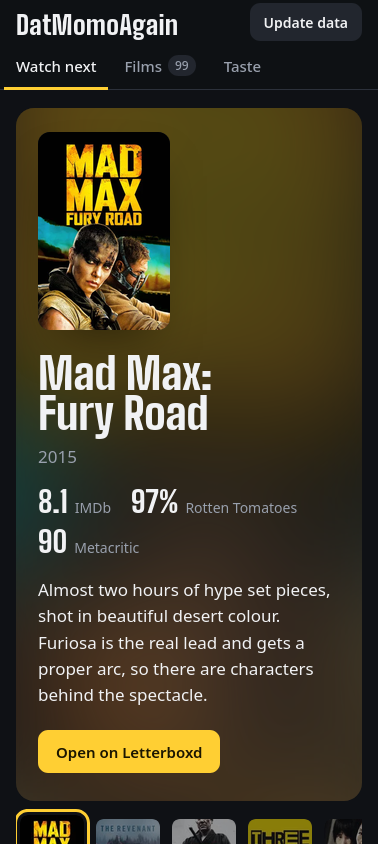 DatMomoAgain
Update data
Watch next
Films 99
Taste
MAD
MAX
FURY ROAD
Mad Max:
Fury Road
2015
8.1 IMDb 97% Rotten Tomatoes
90 Metacritic
Almost two hours of hype set pieces,
shot in beautiful desert colour.
Furiosa is the real lead and gets a
proper arc, so there are characters
behind the spectacle.
Open on Letterboxd
MAD
MAX
THE REVENANT
THREE